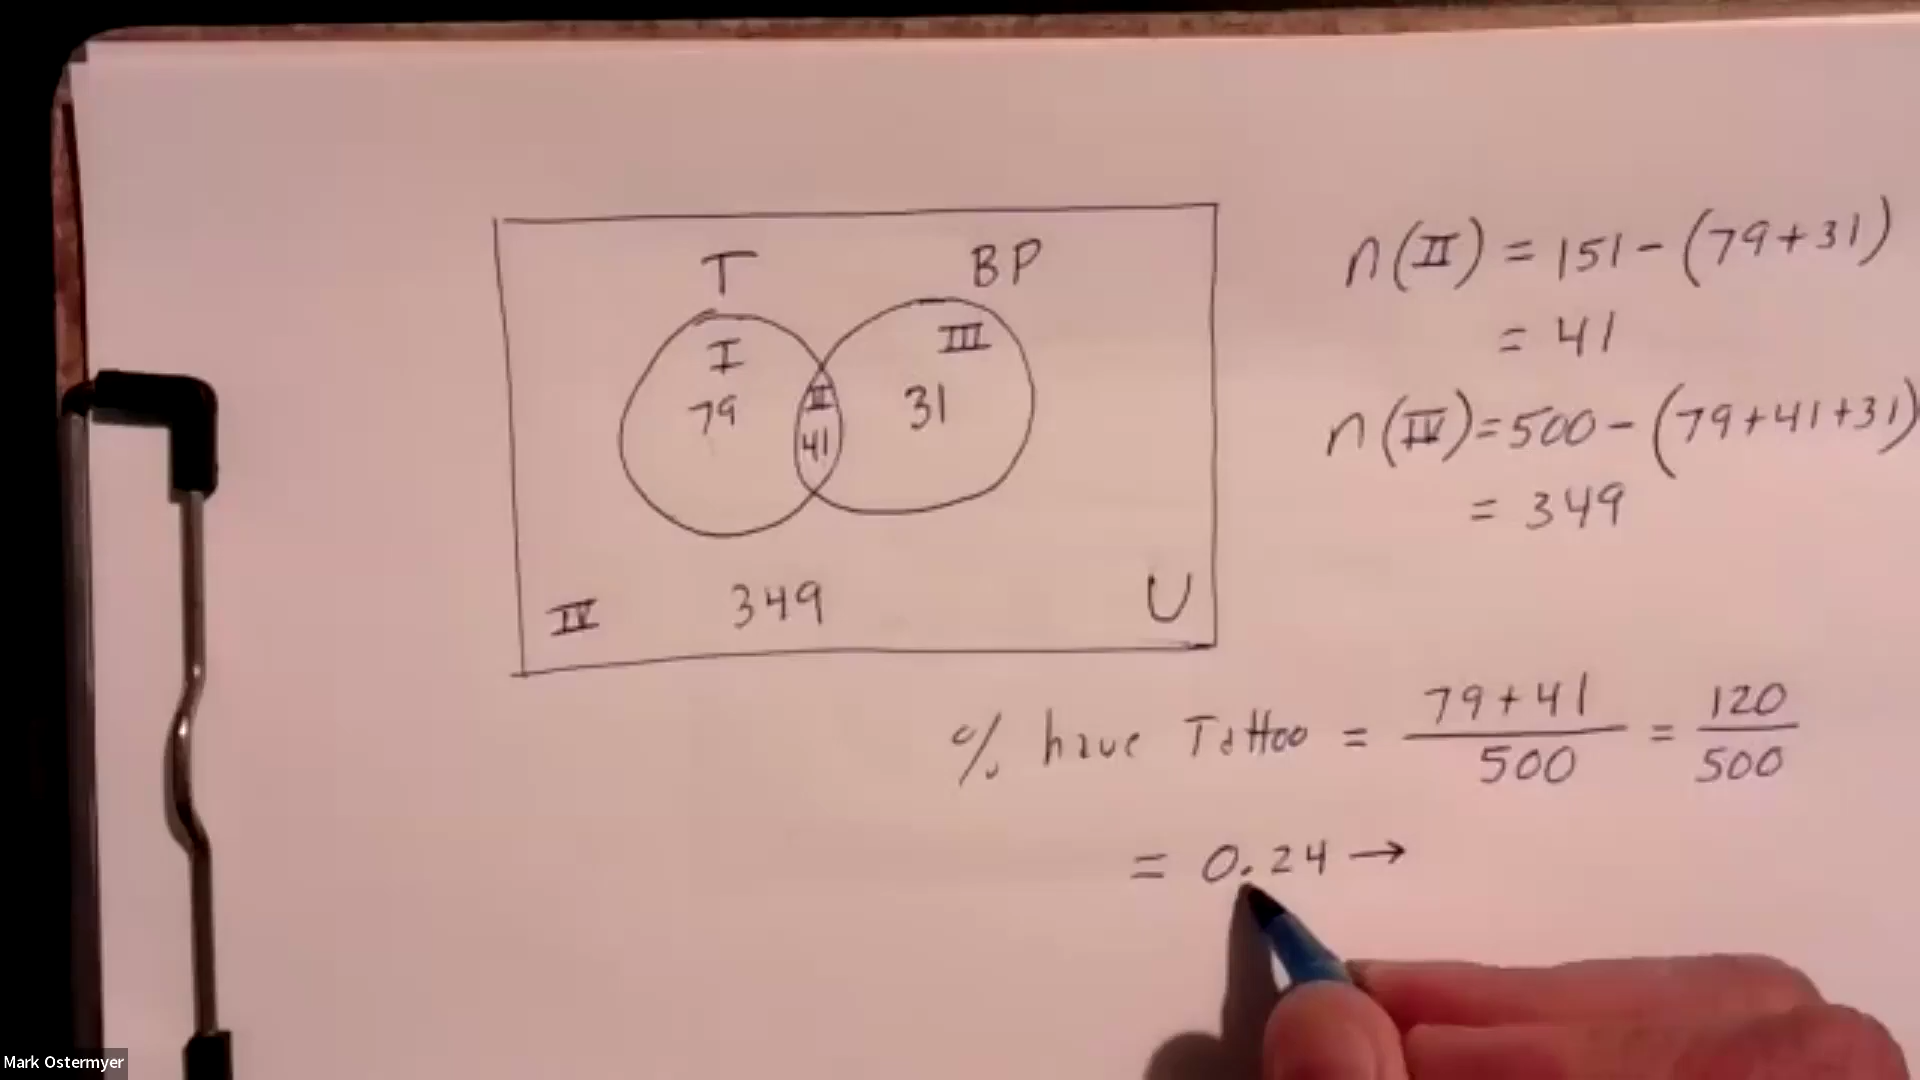 T
BP
I
III
79
II
41
31
IV
349
U
n(II) = 151 - (79+31)
= 41
n(IV) = 500 - (79+41+31)
= 349
% have Tattoo = 79+41 / 500 = 120 / 500
= 0.24 →
Mark Ostermyer